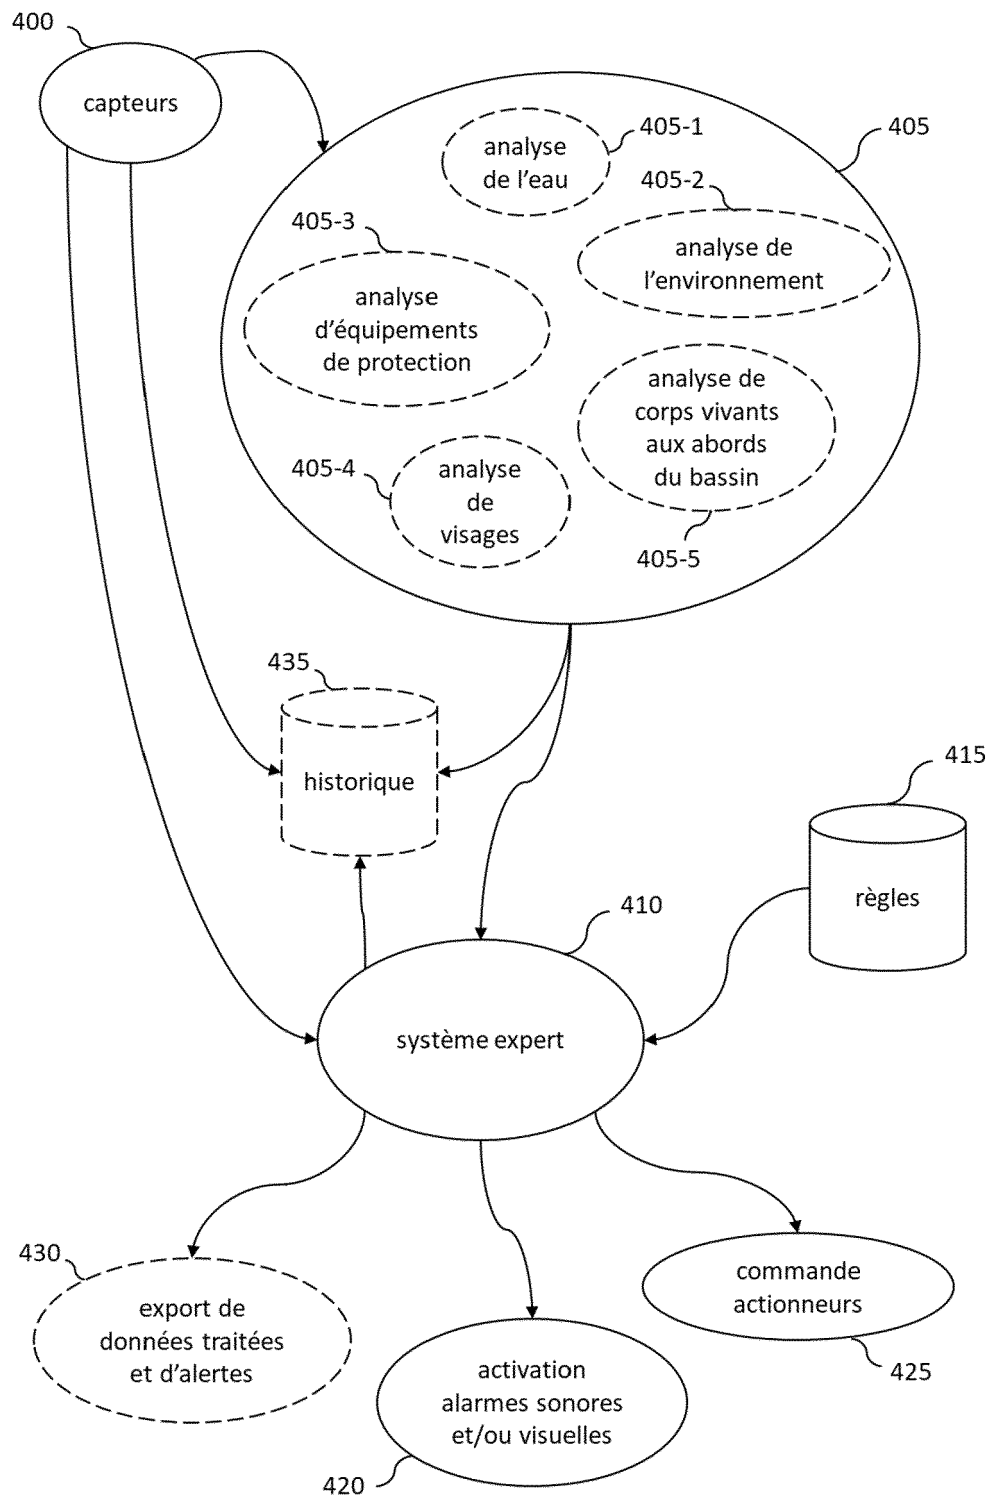 400
capteurs
405-1
405
analyse
de l'eau
405-2
405-3
analyse de
l'environnement
analyse
d'équipements
de protection
analyse de
corps vivants
aux abords
du bassin
405-4
analyse
de
visages
405-5
435
historique
415
règles
410
système expert
430
export de
données traitées
et d'alertes
commande
actionneurs
425
activation
alarmes sonores
et/ou visuelles
420